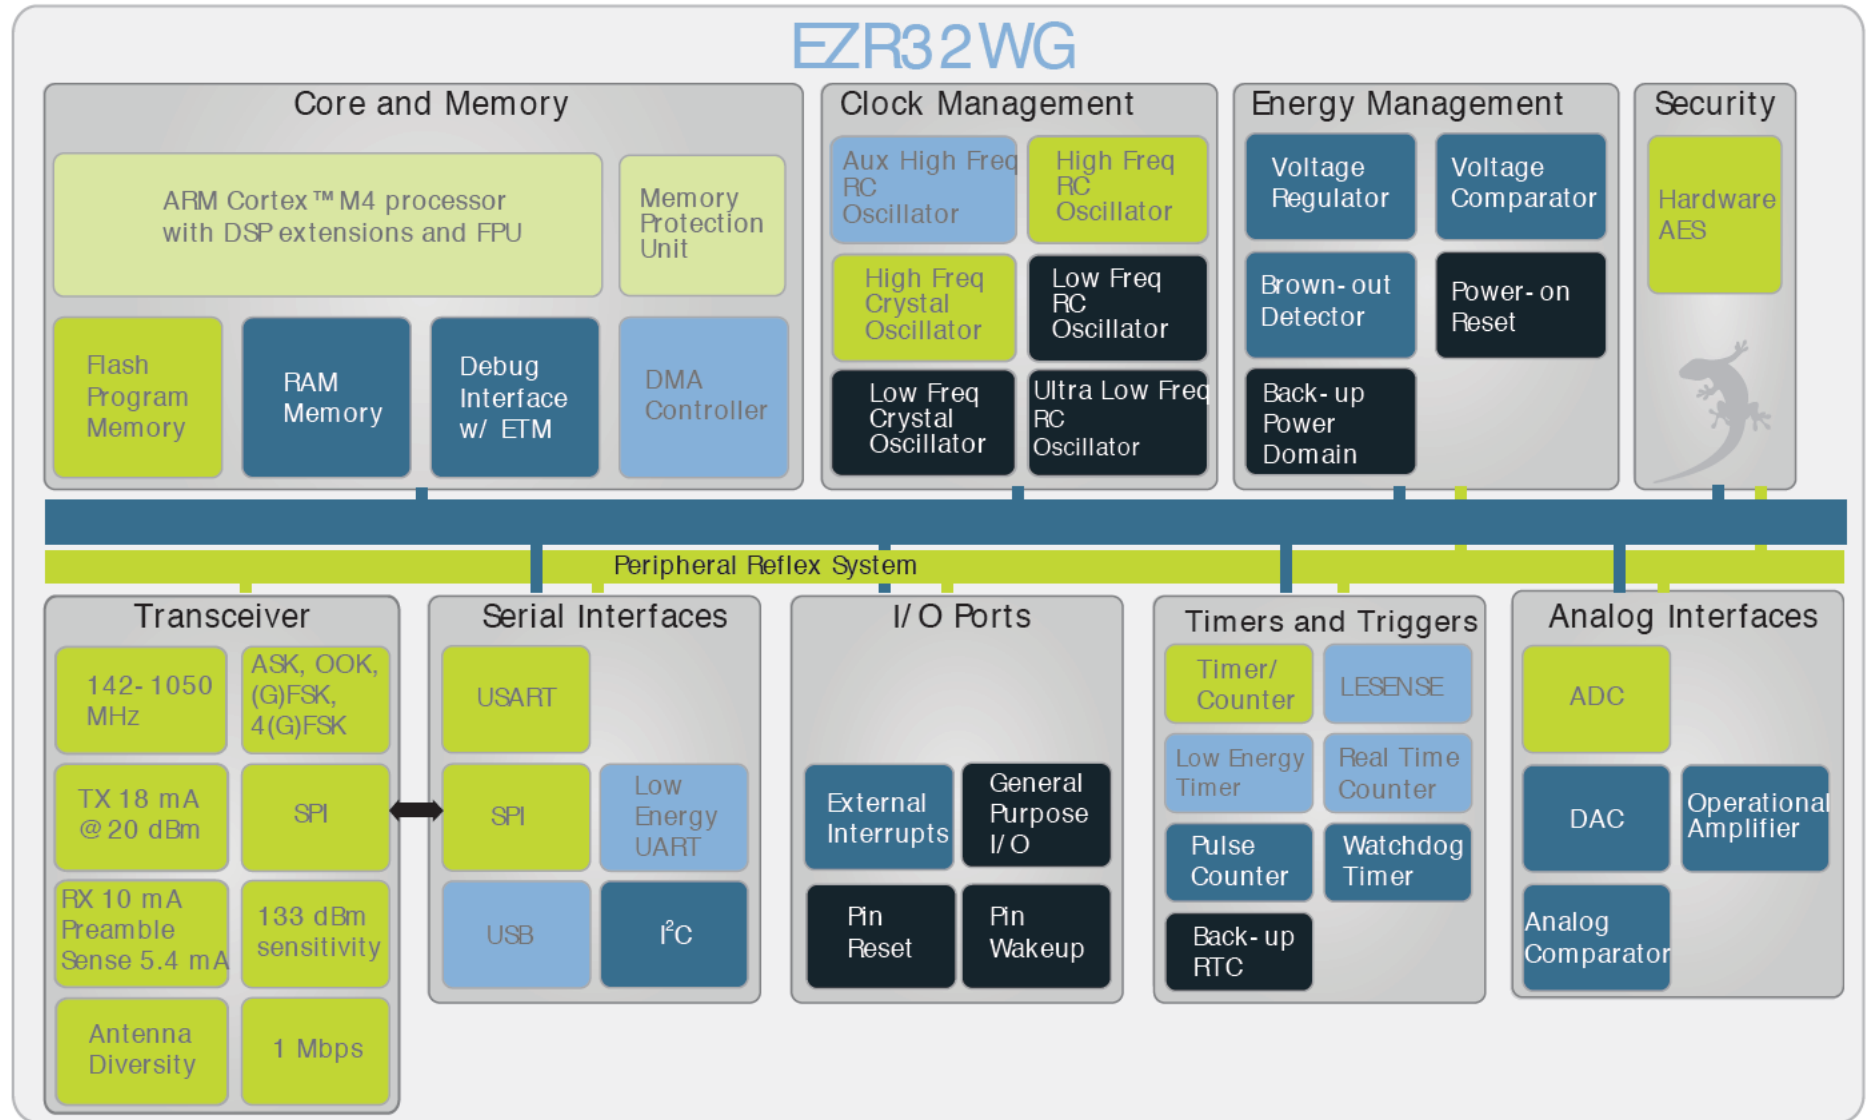 EZR32WG
Core and Memory
ARM Cortex™ M4 processor
with DSP extensions and FPU
Memory
Protection
Unit
Flash
Program
Memory
RAM
Memory
Debug
Interface
w/ ETM
DMA
Controller
Clock Management
Aux High Freq
RC
Oscillator
High Freq
RC
Oscillator
High Freq
Crystal
Oscillator
Low Freq
RC
Oscillator
Low Freq
Crystal
Oscillator
Ultra Low Freq
RC
Oscillator
Energy Management
Voltage
Regulator
Voltage
Comparator
Brown-out
Detector
Power-on
Reset
Back-up
Power
Domain
Security
Hardware
AES
Peripheral Reflex System
Transceiver
142-1050
MHz
ASK, OOK,
(G)FSK,
4(G)FSK
TX 18 mA
@ 20 dBm
SPI
RX 10 mA
Preamble
Sense 5.4 mA
133 dBm
sensitivity
Antenna
Diversity
1 Mbps
Serial Interfaces
USART
SPI
Low
Energy
UART
USB
I²C
I/O Ports
External
Interrupts
General
Purpose
I/O
Pin
Reset
Pin
Wakeup
Timers and Triggers
Timer/
Counter
LESENSE
Low Energy
Timer
Real Time
Counter
Pulse
Counter
Watchdog
Timer
Back-up
RTC
Analog Interfaces
ADC
DAC
Operational
Amplifier
Analog
Comparator